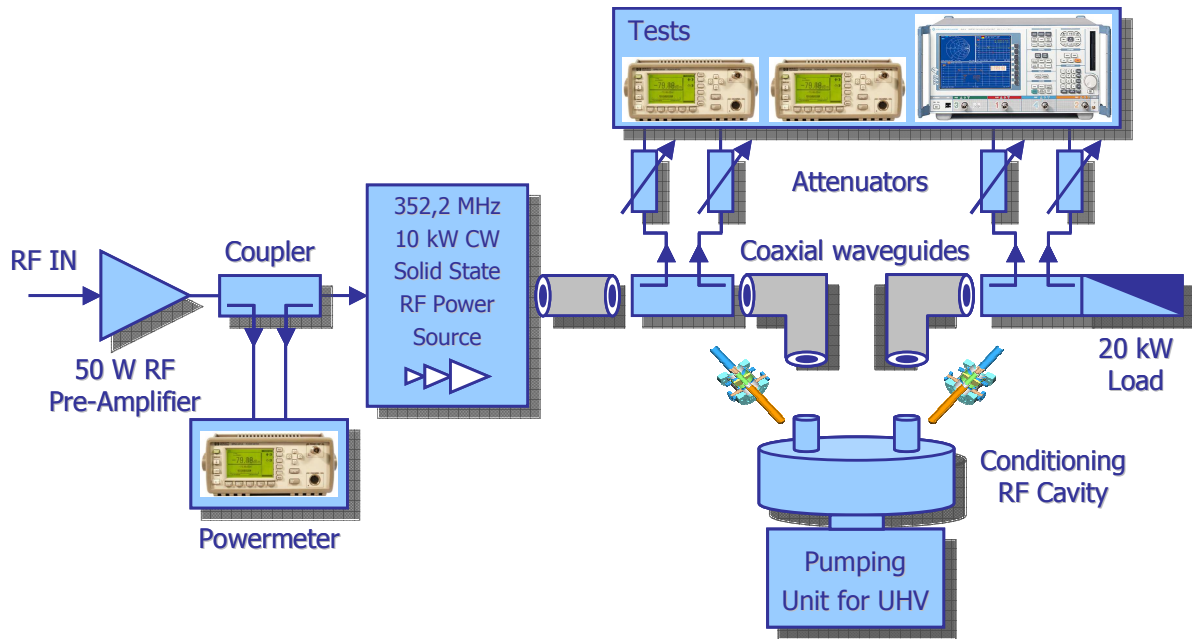 Tests
Attenuators
352,2 MHz
10 kW CW
Solid State
RF Power
Source
RF IN
Coupler
Coaxial waveguides
50 W RF
Pre-Amplifier
20 kW
Load
Powermeter
Conditioning
RF Cavity
Pumping
Unit for UHV